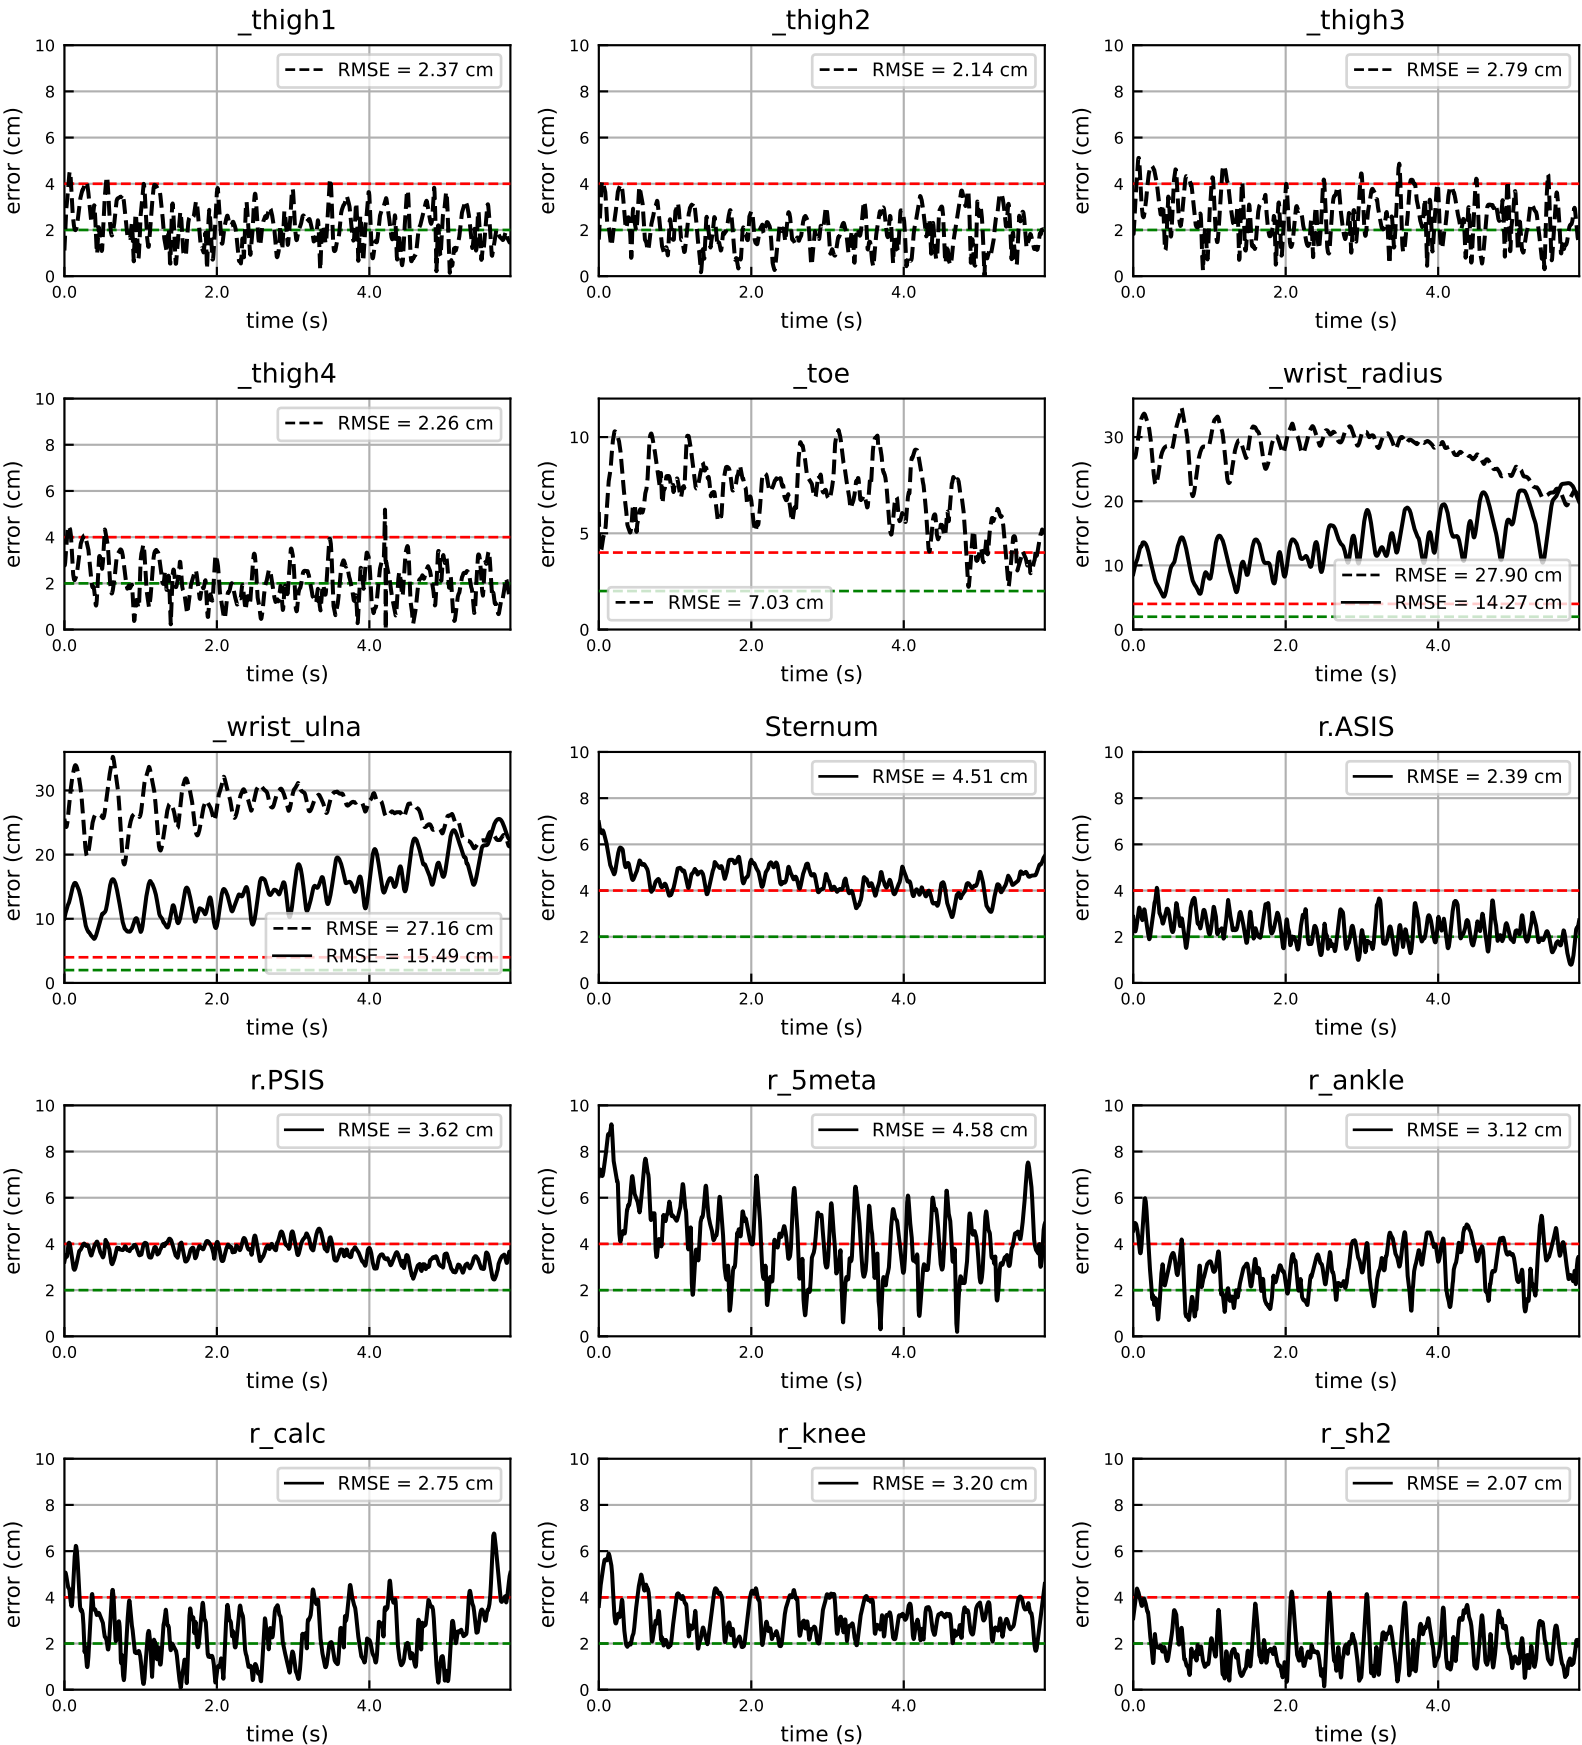 _thigh1
_thigh2
_thigh3
10
8
6
4
2
0
0.0
2.0
4.0
error (cm)
time (s)
RMSE = 2.37 cm
10
8
6
4
2
0
0.0
2.0
4.0
error (cm)
time (s)
RMSE = 2.14 cm
10
8
6
4
2
0
0.0
2.0
4.0
error (cm)
time (s)
RMSE = 2.79 cm
_thigh4
_toe
_wrist_radius
10
8
6
4
2
0
0.0
2.0
4.0
error (cm)
time (s)
RMSE = 2.26 cm
10
5
0
0.0
2.0
4.0
error (cm)
time (s)
RMSE = 7.03 cm
30
20
10
0
0.0
2.0
4.0
error (cm)
time (s)
RMSE = 27.90 cm
RMSE = 14.27 cm
_wrist_ulna
Sternum
r.ASIS
30
20
10
0
0.0
2.0
4.0
error (cm)
time (s)
RMSE = 27.16 cm
RMSE = 15.49 cm
10
8
6
4
2
0
0.0
2.0
4.0
error (cm)
time (s)
RMSE = 4.51 cm
10
8
6
4
2
0
0.0
2.0
4.0
error (cm)
time (s)
RMSE = 2.39 cm
r.PSIS
r_5meta
r_ankle
10
8
6
4
2
0
0.0
2.0
4.0
error (cm)
time (s)
RMSE = 3.62 cm
10
8
6
4
2
0
0.0
2.0
4.0
error (cm)
time (s)
RMSE = 4.58 cm
10
8
6
4
2
0
0.0
2.0
4.0
error (cm)
time (s)
RMSE = 3.12 cm
r_calc
r_knee
r_sh2
10
8
6
4
2
0
0.0
2.0
4.0
error (cm)
time (s)
RMSE = 2.75 cm
10
8
6
4
2
0
0.0
2.0
4.0
error (cm)
time (s)
RMSE = 3.20 cm
10
8
6
4
2
0
0.0
2.0
4.0
error (cm)
time (s)
RMSE = 2.07 cm